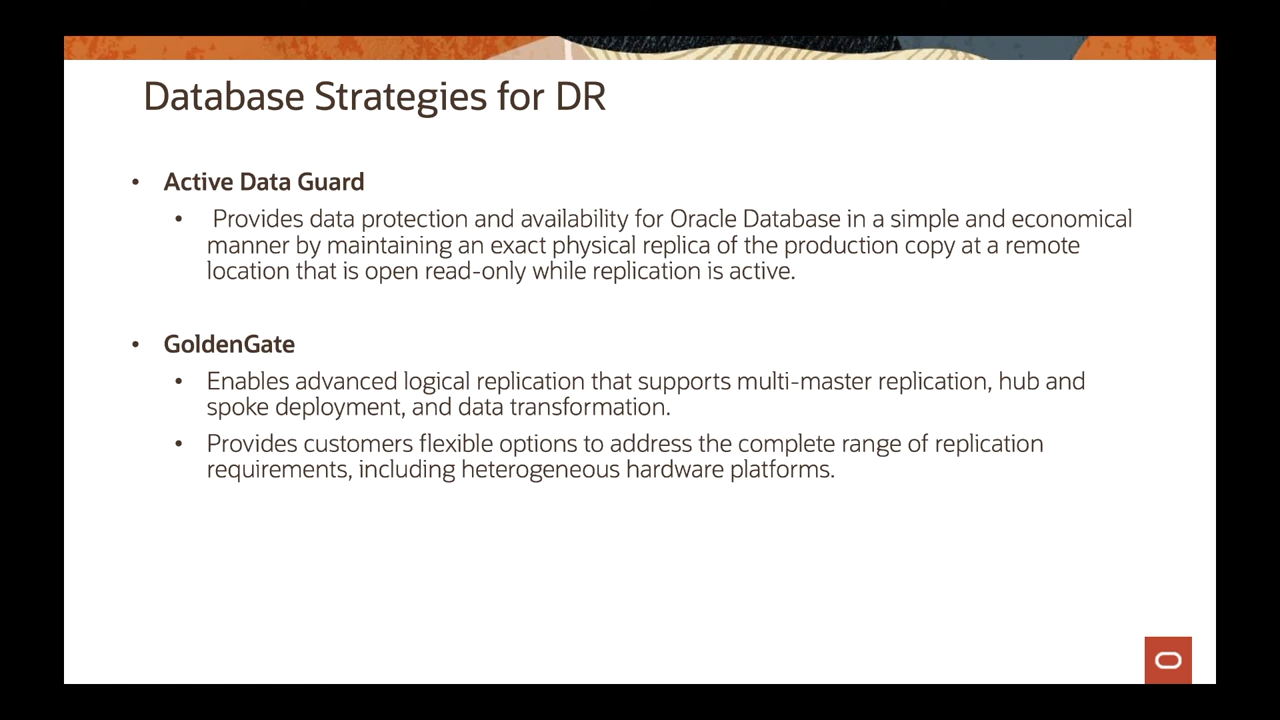 Database Strategies for DR
• Active Data Guard
• Provides data protection and availability for Oracle Database in a simple and economical
manner by maintaining an exact physical replica of the production copy at a remote
location that is open read-only while replication is active.
• GoldenGate
• Enables advanced logical replication that supports multi-master replication, hub and
spoke deployment, and data transformation.
• Provides customers flexible options to address the complete range of replication
requirements, including heterogeneous hardware platforms.